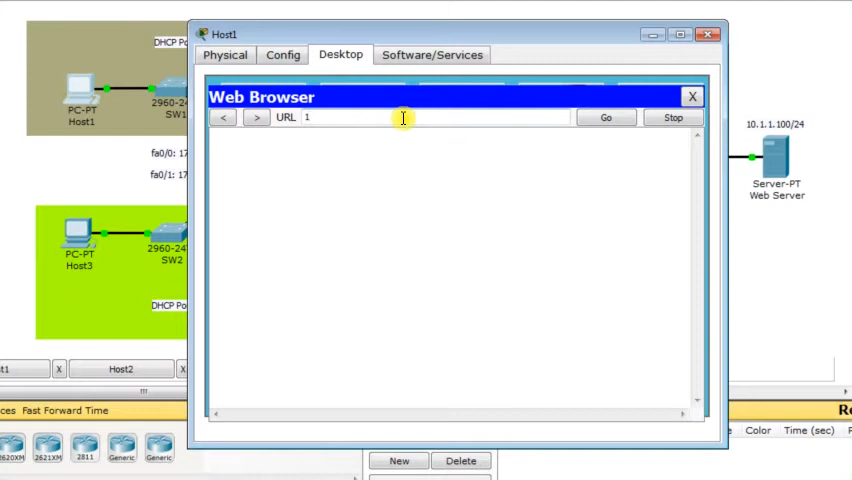 Host1
Physical
Config
Desktop
Software/Services
Web Browser
X
<
>
URL
1
Go
Stop
DHCP Po
PC-PT
Host1
2960-24
SW1
fa0/0: 17
fa0/1: 17
PC-PT
Host3
2960-24
SW2
DHCP Po
10.1.1.100/24
Server-PT
Web Server
st1
X
Host2
X
ces Fast Forward Time
Re
Color
Time (sec)
2620XM
2621XM
2811
Generic
Generic
New
Delete